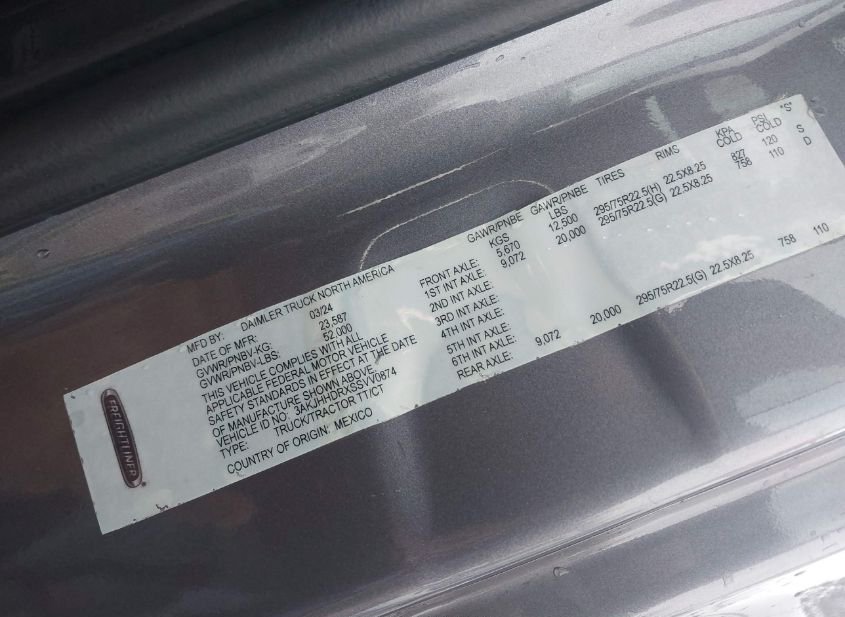 FREIGHTLINER
MFD BY: DAIMLER TRUCK NORTH AMERICA
DATE OF MFR: 03/24
GVWR/PNBV-KG: 23,587
GVWR/PNBV-LBS: 52,000
THIS VEHICLE COMPLIES WITH ALL
APPLICABLE FEDERAL MOTOR VEHICLE
SAFETY STANDARDS IN EFFECT AT THE DATE
OF MANUFACTURE SHOWN ABOVE.
VEHICLE ID NO: 3AKJHHDRXSSVV0874
TYPE: TRUCK/TRACTOR TT/CT
COUNTRY OF ORIGIN: MEXICO
GAWR/PNBE GAWR/PNBE TIRES RIMS KPA PSI "S"
KGS LBS COLD COLD
FRONT AXLE: 5,670 12,500 295/75R22.5(H) 22.5X8.25 827 120 S
1ST INT AXLE: 9,072 20,000 295/75R22.5(G) 22.5X8.25 758 110 D
2ND INT AXLE:
3RD INT AXLE:
4TH INT AXLE:
5TH INT AXLE:
6TH INT AXLE:
REAR AXLE: 9,072 20,000 295/75R22.5(G) 22.5X8.25 758 110